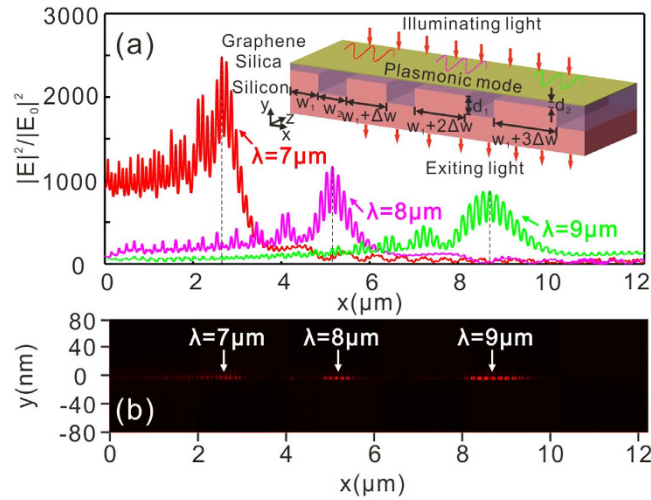 (a)
Illuminating light
Graphene
Silica
Silicon
Plasmonic mode
y
z
x
w₁
w₂
w₁+Δw
w₁+2Δw
w₁+3Δw
d₁
d₂
Exiting light
λ=7μm
λ=8μm
λ=9μm
|E|²/|E₀|²
3000
2500
2000
1000
500
0
0 2 4 6 8 10 12
x(μm)
(b)
λ=7μm λ=8μm λ=9μm
y(nm)
80
40
0
-40
-80
0 2 4 6 8 10 12
x(μm)